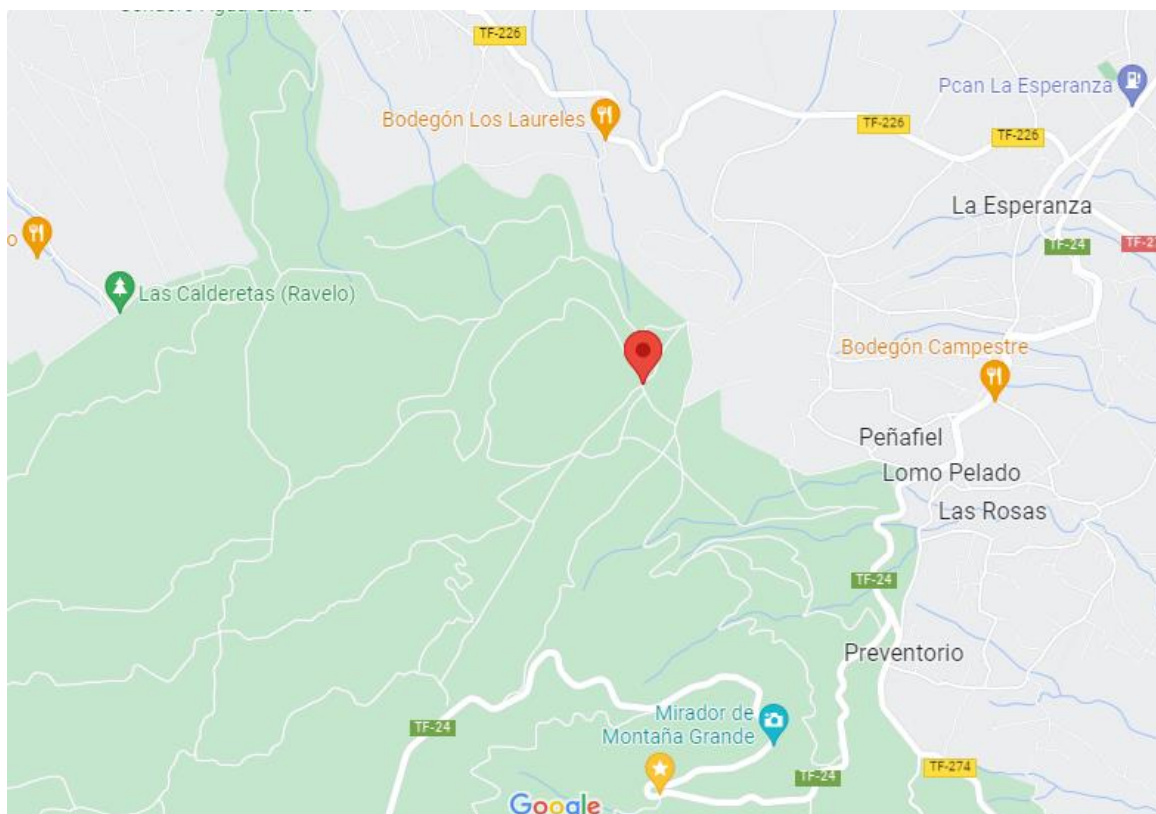 TF-226
Pcan La Esperanza
Bodegón Los Laureles
TF-226
TF-226
La Esperanza
o
TF-24
TF-2
Las Calderetas (Ravelo)
Bodegón Campestre
Peñafiel
Lomo Pelado
Las Rosas
TF-24
Preventorio
Mirador de
Montaña Grande
TF-24
TF-274
TF-24
Google